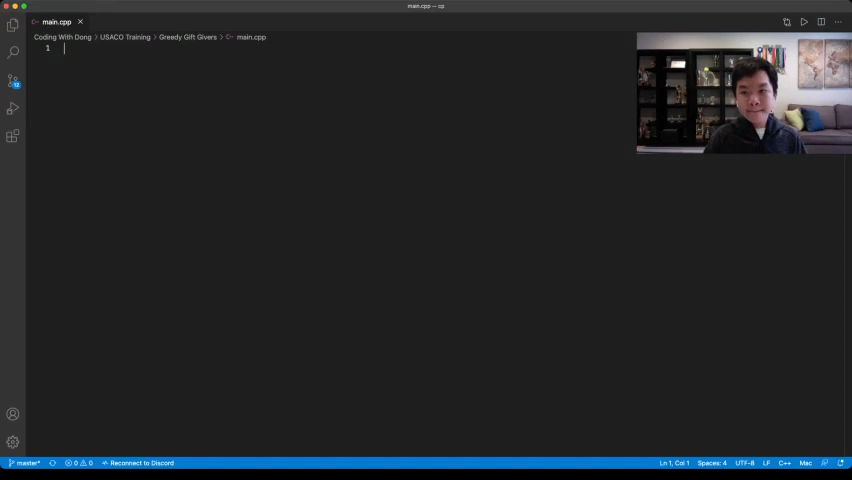 main.cpp — cp
main.cpp
Coding With Dong > USACO Training > Greedy Gift Givers > main.cpp
1
12
master* 0 0 Reconnect to Discord Ln 1, Col 1 Spaces: 4 UTF-8 LF C++ Mac